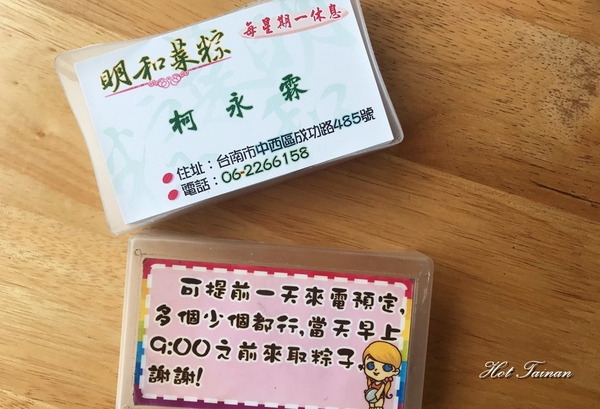 明和菜粽
每星期一休息
柯永霖
住址：台南市中西區成功路485號
電話：06-2266158
可提前一天來電預定,
多個少個都行,當天早上
9:00之前來取粽子,
謝謝!
Hot Tainan